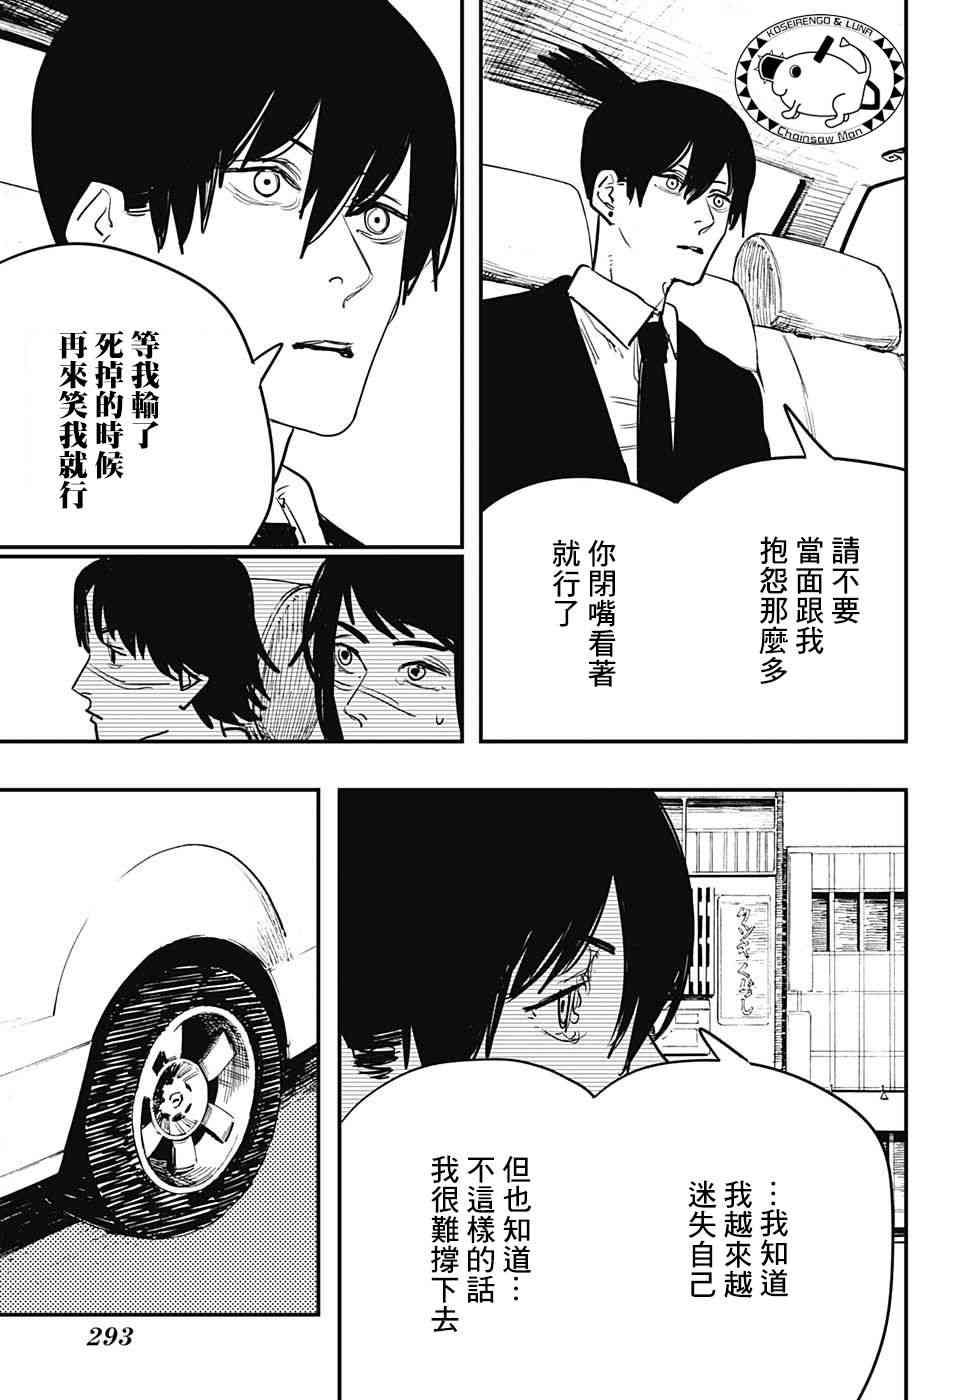 KOSEIRENGO & LUNA
Chainsaw Man
請不要
當面跟我
抱怨那麼多
你閉嘴看著
就行了
等我輸了
死掉的時候
再來笑我就行
…我知道
我越來越
迷失自己
但也知道…
不這樣的話
我很難撐下去
293